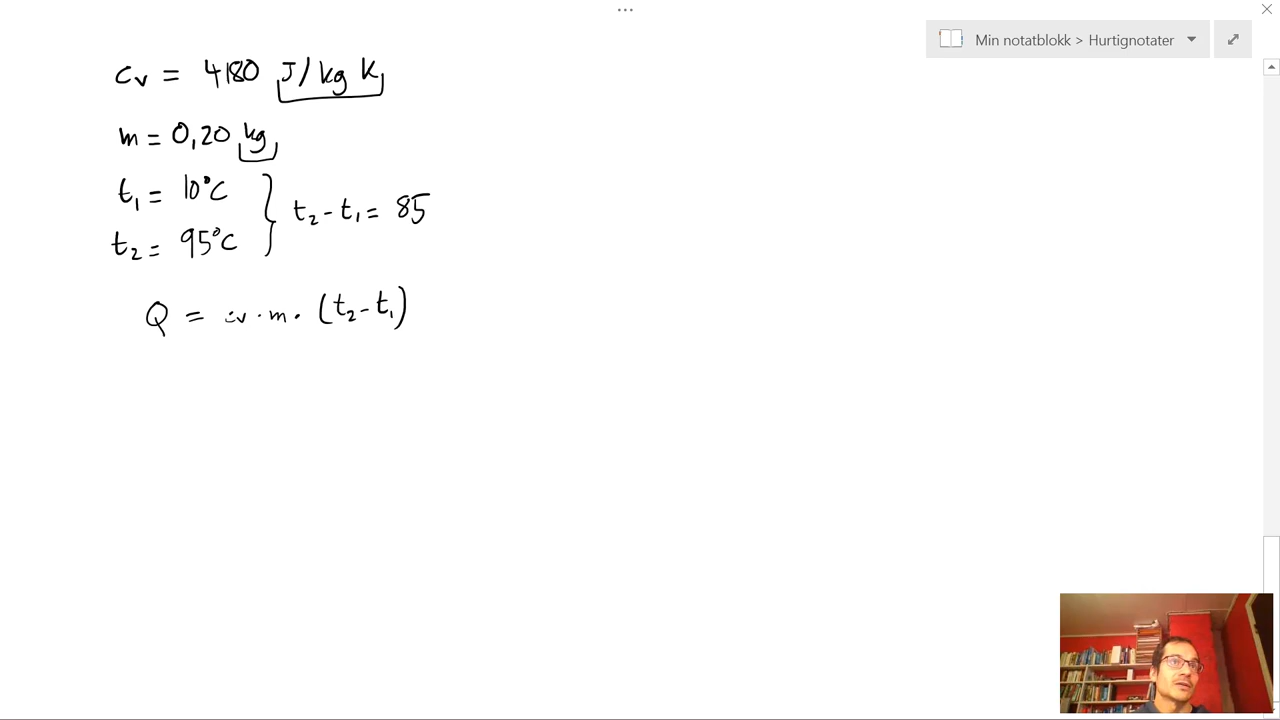 Min notatblokk > Hurtignotater
cv = 4180 J/kg K
m = 0,20 kg
t₁ = 10°C
t₂ = 95°C
t₂ - t₁ = 85
Q = cv · m · (t₂ - t₁)